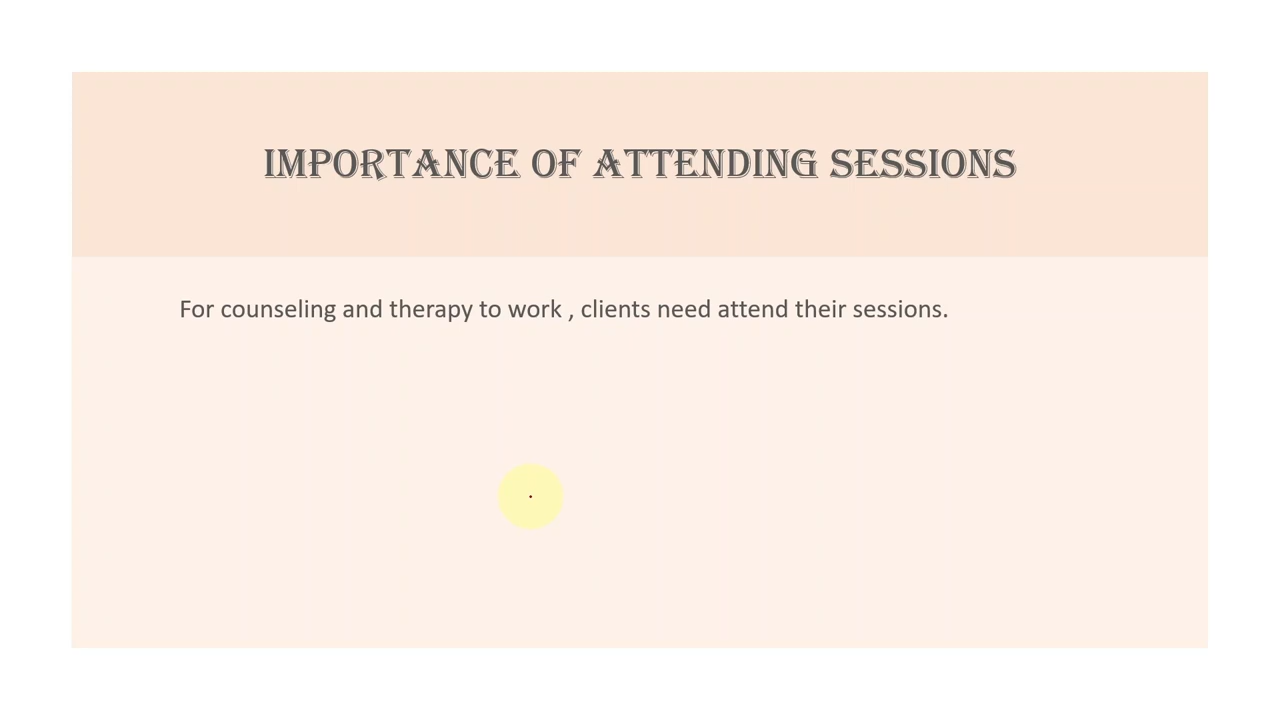 IMPORTANCE OF ATTENDING SESSIONS
For counseling and therapy to work , clients need attend their sessions.